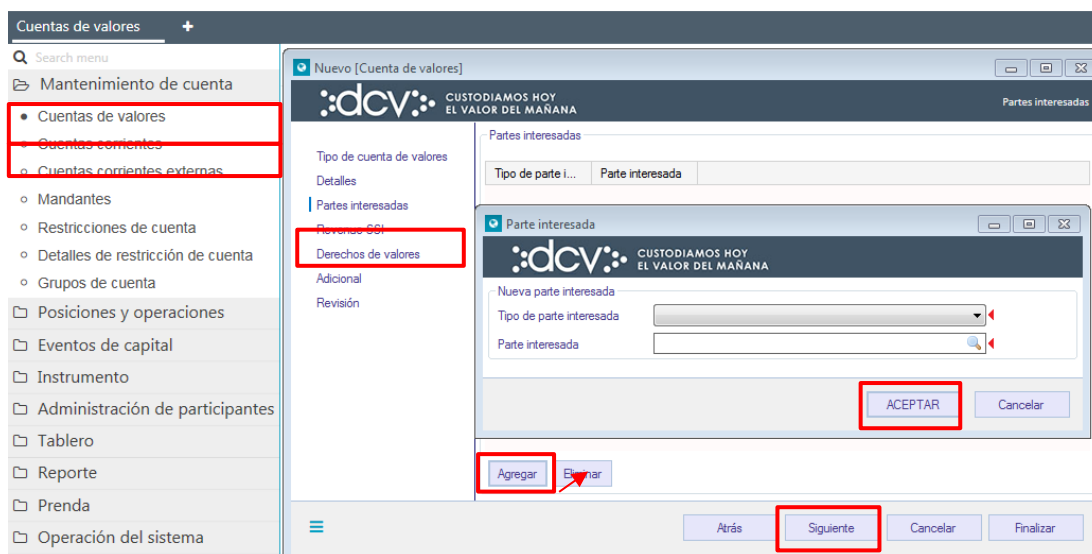 Cuentas de valores +
Search menu
Mantenimiento de cuenta
Cuentas de valores
Cuentas corrientes
Cuentas corrientes externas
Mandantes
Restricciones de cuenta
Detalles de restricción de cuenta
Grupos de cuenta
Posiciones y operaciones
Eventos de capital
Instrumento
Administración de participantes
Tablero
Reporte
Prenda
Operación del sistema
Nuevo [Cuenta de valores]
dcv CUSTODIAMOS HOY
EL VALOR DEL MAÑANA
Partes interesadas
Tipo de cuenta de valores
Detalles
Partes interesadas
Revenue SSI
Derechos de valores
Adicional
Revisión
Partes interesadas
Tipo de parte i... Parte interesada
Parte interesada
dcv CUSTODIAMOS HOY
EL VALOR DEL MAÑANA
Nueva parte interesada
Tipo de parte interesada
Parte interesada
ACEPTAR Cancelar
Agregar Eliminar
Atrás Siguiente Cancelar Finalizar